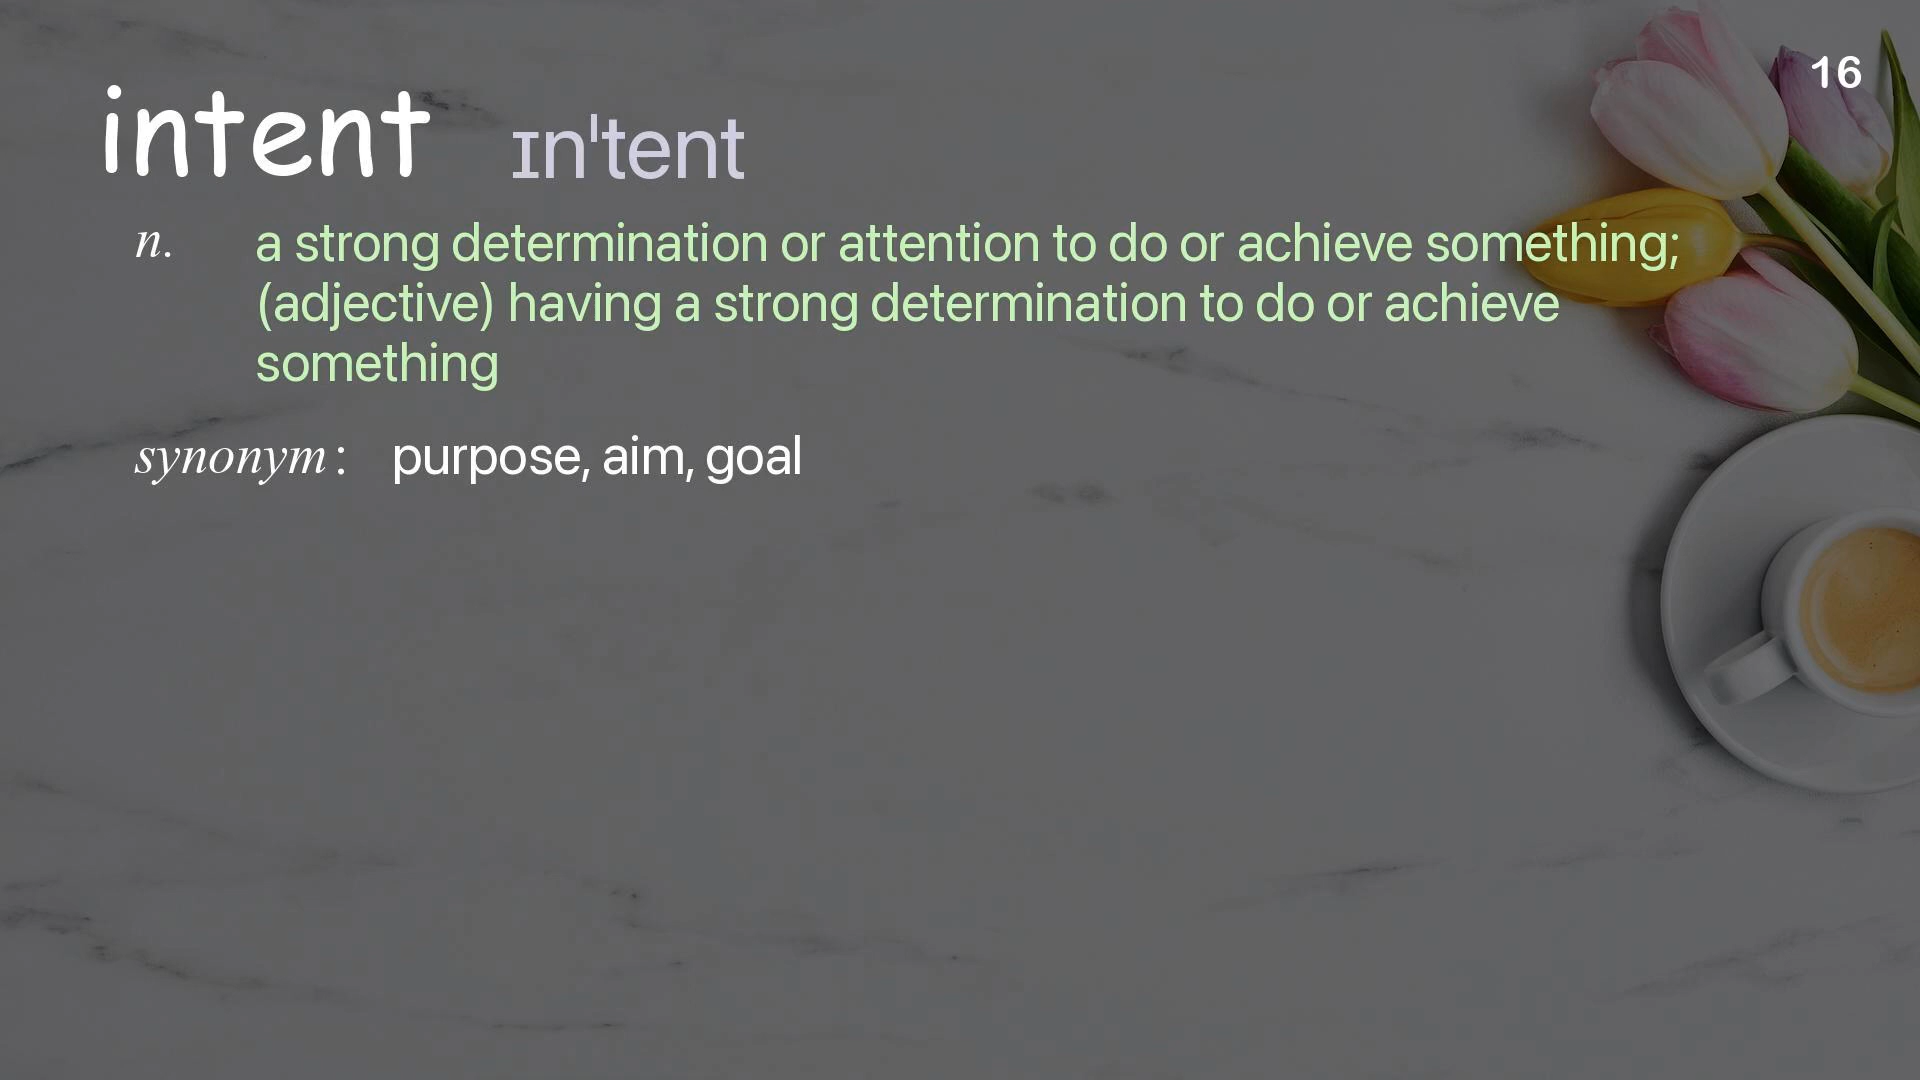 16
intent ɪnˈtent
n. a strong determination or attention to do or achieve something;
(adjective) having a strong determination to do or achieve
something
synonym: purpose, aim, goal